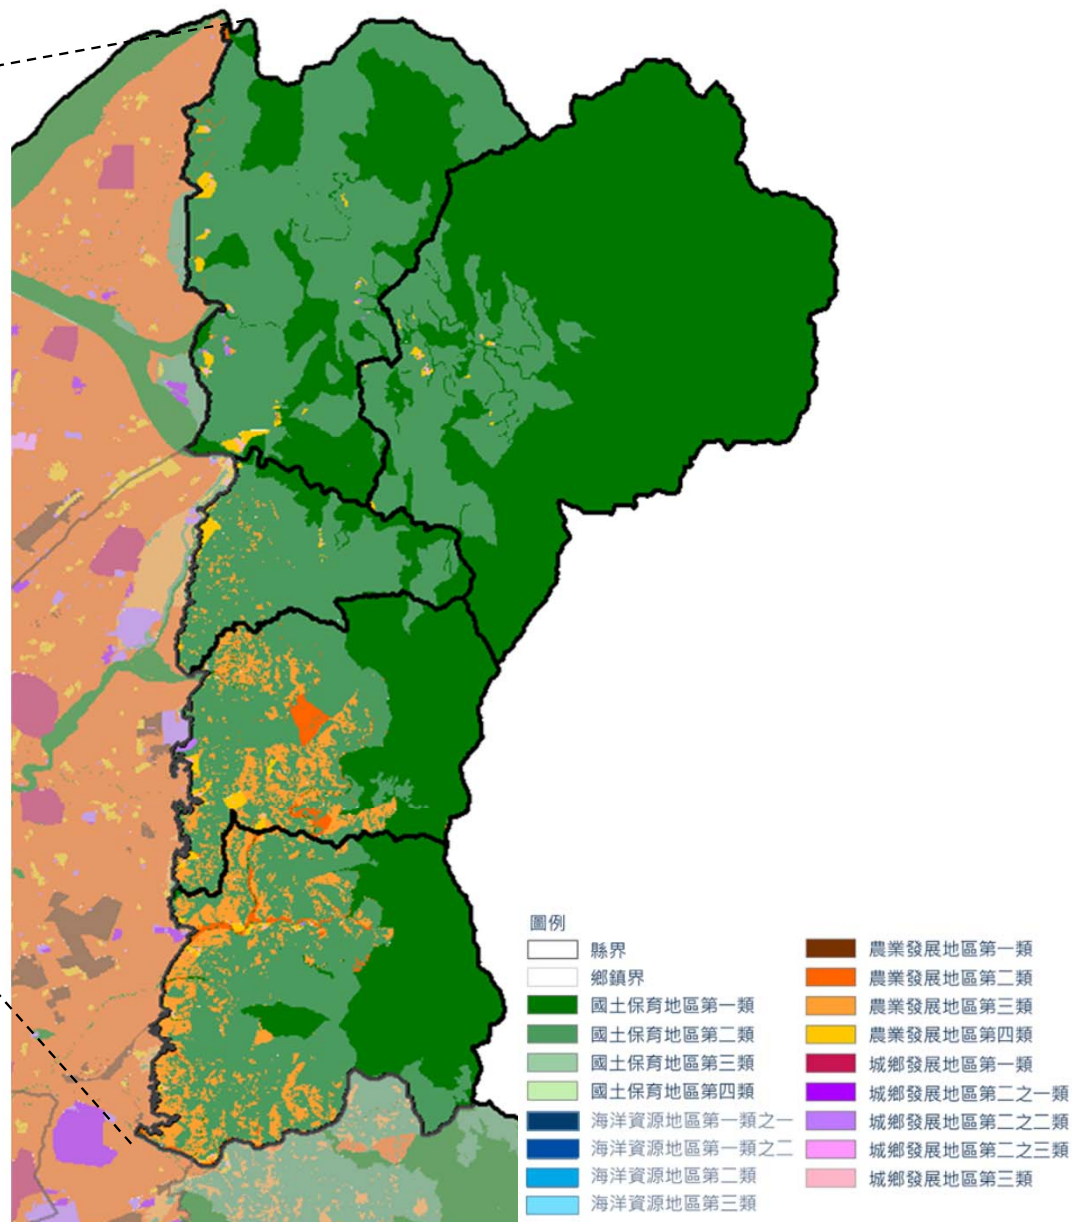 圖例
縣界
鄉鎮界
國土保育地區第一類
國土保育地區第二類
國土保育地區第三類
國土保育地區第四類
海洋資源地區第一類之一
海洋資源地區第一類之二
海洋資源地區第二類
海洋資源地區第三類
農業發展地區第一類
農業發展地區第二類
農業發展地區第三類
農業發展地區第四類
城鄉發展地區第一類
城鄉發展地區第二之一類
城鄉發展地區第二之二類
城鄉發展地區第二之三類
城鄉發展地區第三類